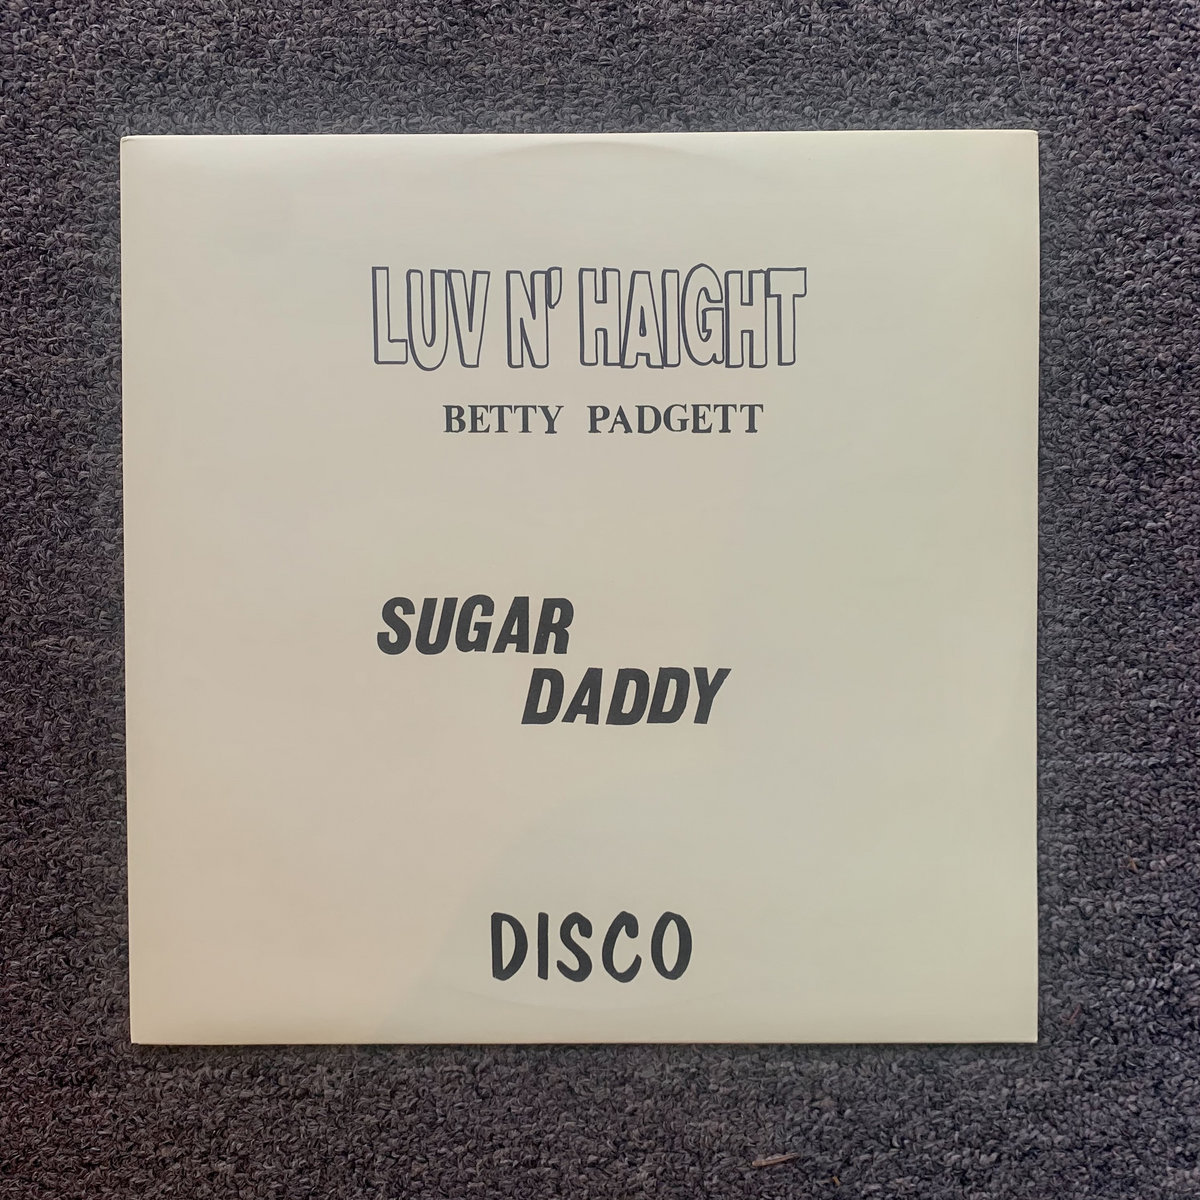 LUV N' HAIGHT
BETTY PADGETT
SUGAR
DADDY
DISCO